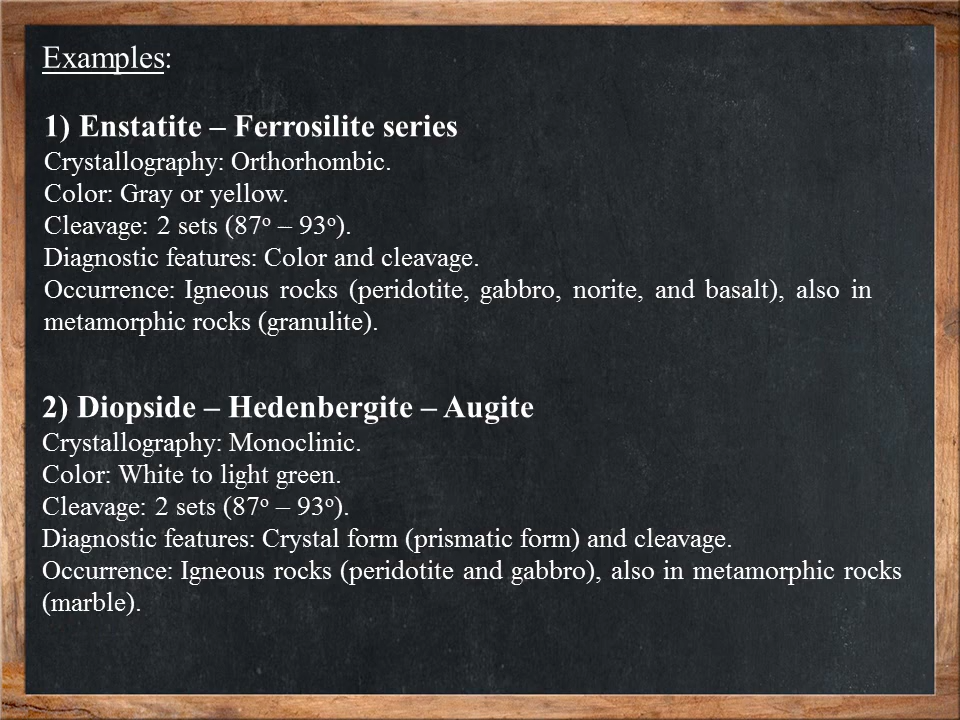 Examples:
1) Enstatite – Ferrosilite series
Crystallography: Orthorhombic.
Color: Gray or yellow.
Cleavage: 2 sets (87º – 93º).
Diagnostic features: Color and cleavage.
Occurrence: Igneous rocks (peridotite, gabbro, norite, and basalt), also in
metamorphic rocks (granulite).
2) Diopside – Hedenbergite – Augite
Crystallography: Monoclinic.
Color: White to light green.
Cleavage: 2 sets (87º – 93º).
Diagnostic features: Crystal form (prismatic form) and cleavage.
Occurrence: Igneous rocks (peridotite and gabbro), also in metamorphic rocks
(marble).